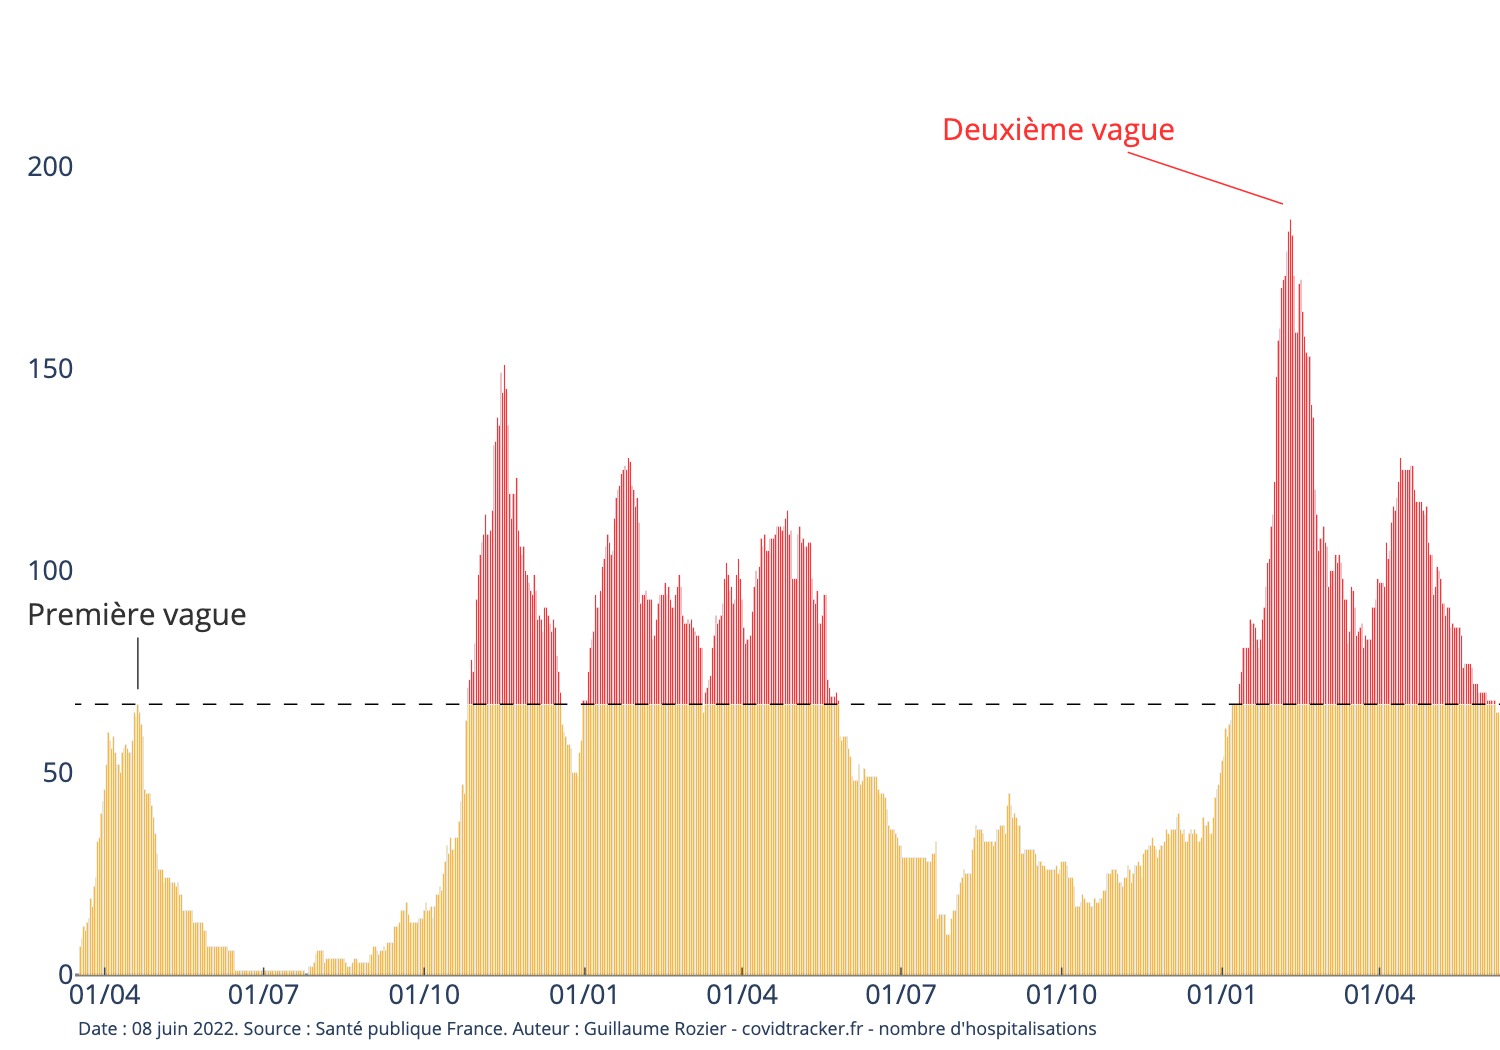 Deuxième vague
200
150
100
Première vague
50
0
01/04 01/07 01/10 01/01 01/04 01/07 01/10 01/01 01/04
Date : 08 juin 2022. Source : Santé publique France. Auteur : Guillaume Rozier - covidtracker.fr - nombre d'hospitalisations